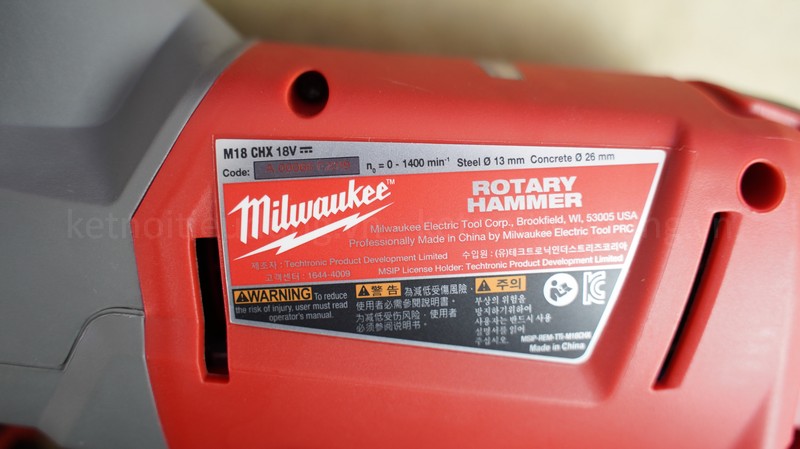 M18 CHX 18V ⎓
Code:
n₀ = 0 - 1400 min⁻¹ Steel Ø 13 mm Concrete Ø 26 mm
Milwaukee™
ROTARY
HAMMER
Milwaukee Electric Tool Corp., Brookfield, WI, 53005 USA
Professionally Made in China by Milwaukee Electric Tool PRC
제조자 : Techtronic Product Development Limited
수입원 : (유)테크트로닉인더스트리즈코리아
고객센터 : 1644-4009
MSIP License Holder: Techtronic Product Development Limited
WARNING To reduce
the risk of injury, user must read
operator's manual.
警 告 為減低受傷風險,
使用者必需參閱說明書.
为减低受伤风险, 使用者
必须参阅说明书.
주의
부상의 위험을
방지하기위하여
사용자는 반드시 사용
설명서를 읽어
주십시오.
MSIP-REM-TTi-M18CHX
Made in China